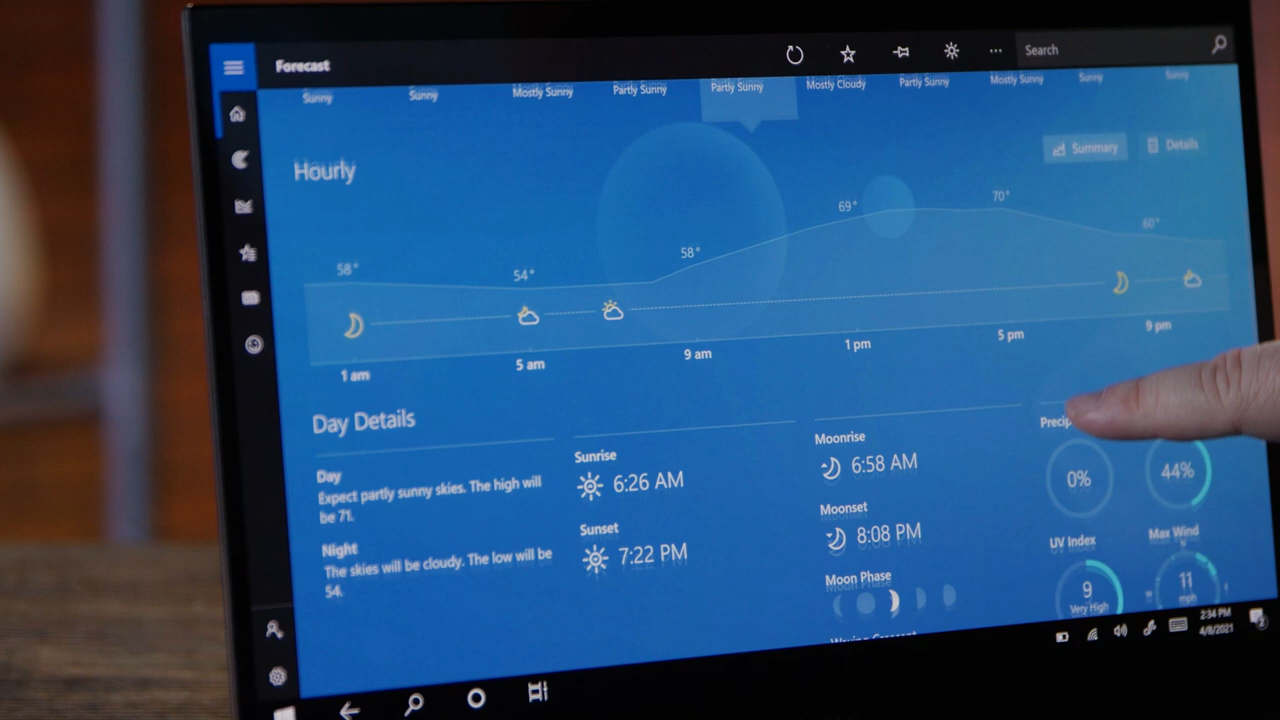 Forecast
Search
Sunny
Sunny
Mostly Sunny
Partly Sunny
Partly Sunny
Mostly Cloudy
Partly Sunny
Mostly Sunny
Sunny
Sunny
Hourly
Summary
Details
58°
54°
58°
69°
70°
60°
1 am
5 am
9 am
1 pm
5 pm
9 pm
Day Details
Day
Expect partly sunny skies. The high will
be 71.
Night
The skies will be cloudy. The low will be
54.
Sunrise
6:26 AM
Sunset
7:22 PM
Moonrise
6:58 AM
Moonset
8:08 PM
Moon Phase
Precip
0%
44%
UV Index
9
Very High
Max Wind
11
mph
2:34 PM
4/8/2021